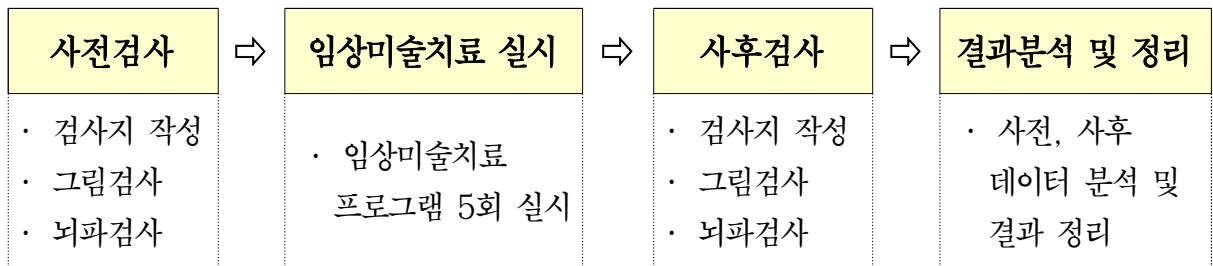 사전검사 ⇨ 임상미술치료 실시 ⇨ 사후검사 ⇨ 결과분석 및 정리
· 검사지 작성
· 그림검사
· 뇌파검사
· 임상미술치료
프로그램 5회 실시
· 검사지 작성
· 그림검사
· 뇌파검사
· 사전, 사후
데이터 분석 및
결과 정리